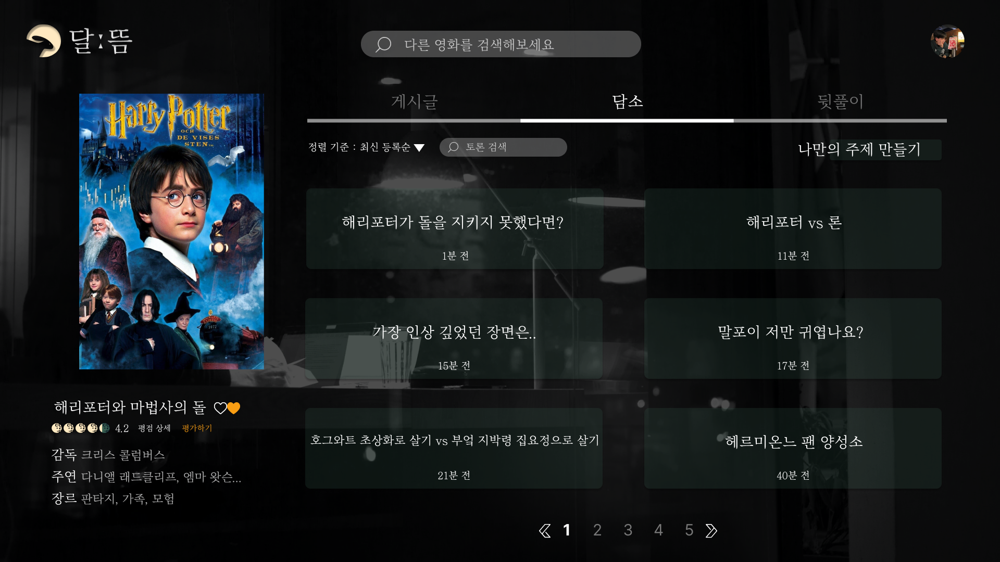 달:뜸
다른 영화를 검색해보세요
게시글
담소
뒷풀이
정렬 기준 : 최신 등록순
토론 검색
나만의 주제 만들기
Harry Potter
OCH
DE VISES
STEN™
5972
해리포터가 돌을 지키지 못했다면?
1분 전
해리포터 vs 론
11분 전
가장 인상 깊었던 장면은..
15분 전
말포이 저만 귀엽나요?
17분 전
호그와트 초상화로 살기 vs 부엌 지박령 집요정으로 살기
21분 전
헤르미온느 팬 양성소
40분 전
해리포터와 마법사의 돌
4.2 평점 상세 평가하기
감독 크리스 콜럼버스
주연 다니앨 래드클리프, 엠마 왓슨...
장르 판타지, 가족, 모험
1 2 3 4 5